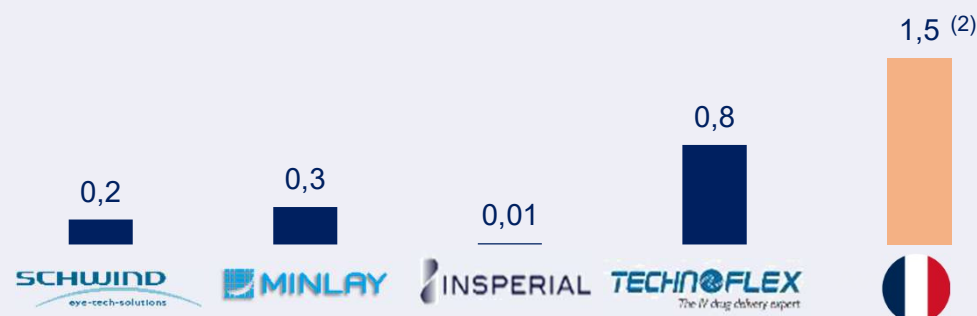 1,5 (2)
0,8
0,3
0,2
0,01
SCHWIND
eye-tech-solutions
MINLAY
INSPERIAL
TECHNOFLEX
The IV drug delivery expert